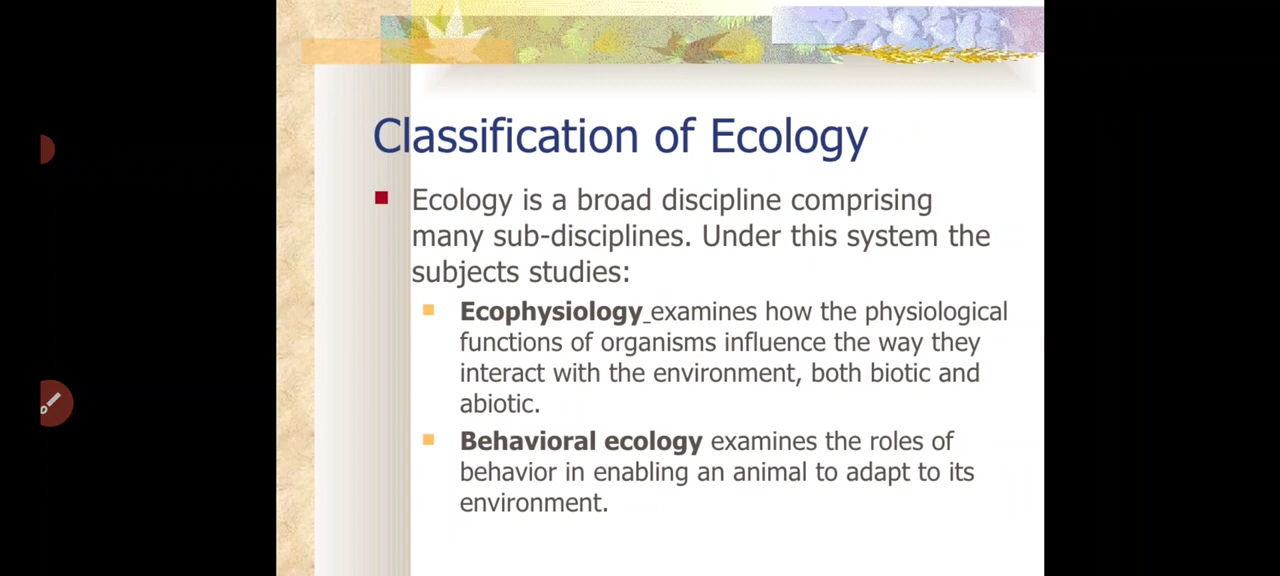 Classification of Ecology
Ecology is a broad discipline comprising
many sub-disciplines. Under this system the
subjects studies:
Ecophysiology examines how the physiological
functions of organisms influence the way they
interact with the environment, both biotic and
abiotic.
Behavioral ecology examines the roles of
behavior in enabling an animal to adapt to its
environment.